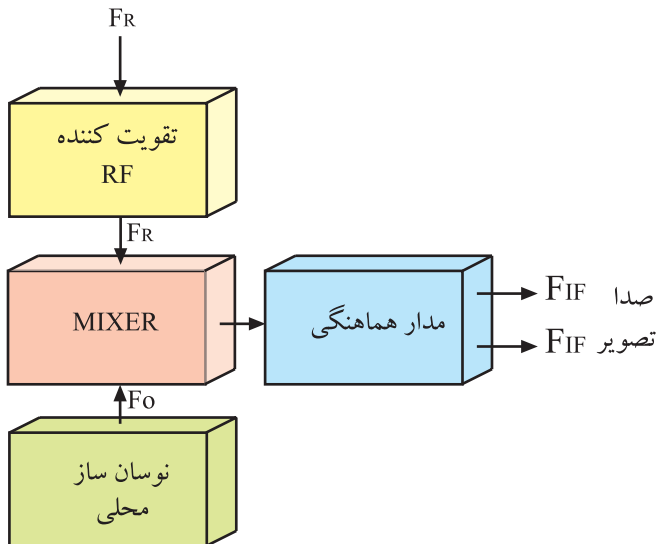 FR
تقویت کننده
RF
FR
MIXER
مدار هماهنگی
FIF صدا
FIF تصویر
Fo
نوسان ساز
محلی